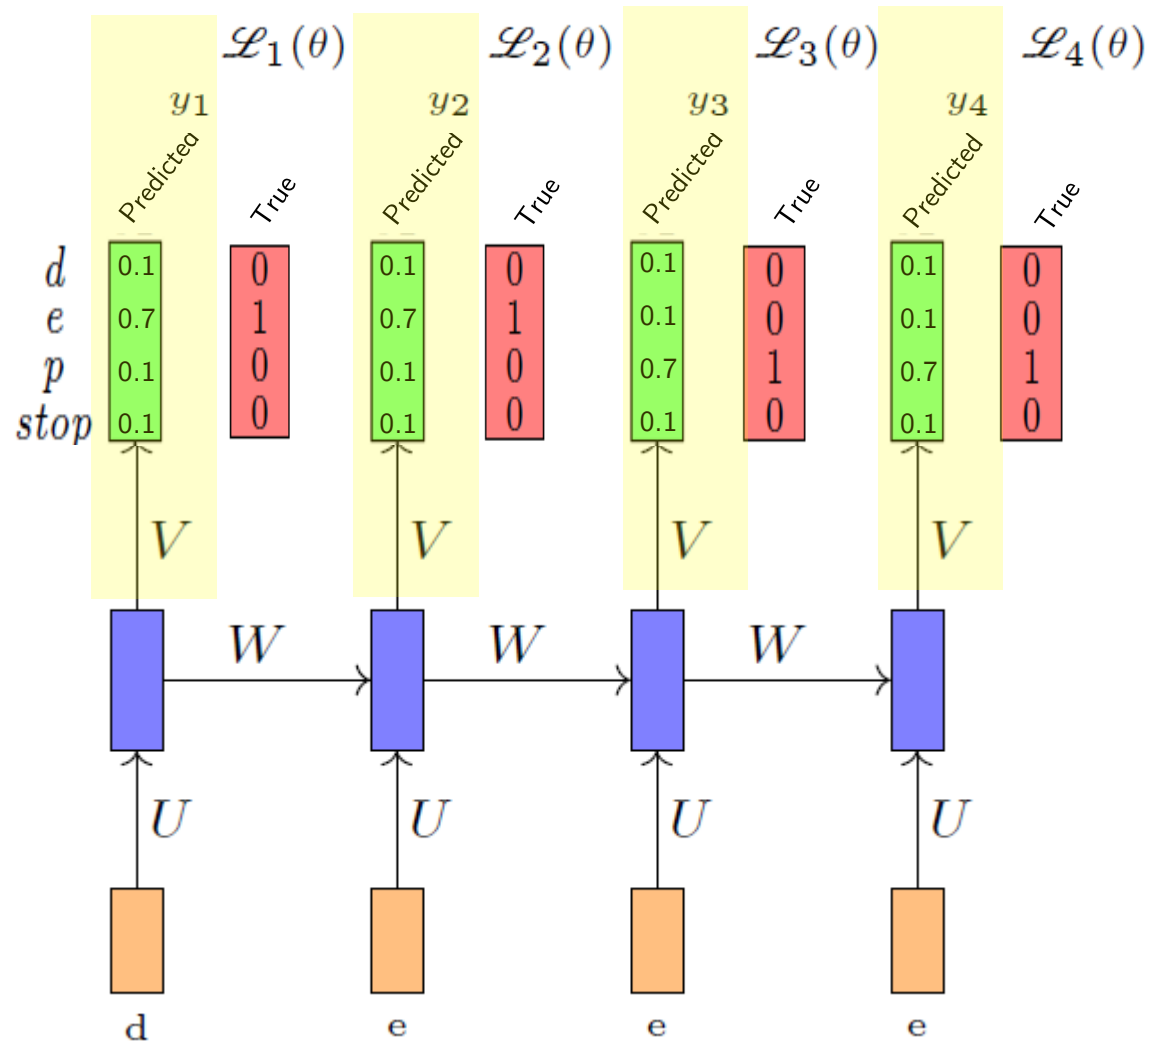 ℒ₁(θ) ℒ₂(θ) ℒ₃(θ) ℒ₄(θ)
y₁ y₂ y₃ y₄
Predicted True Predicted True Predicted True Predicted True
d 0.1 0 0.1 0 0.1 0 0.1 0
e 0.7 1 0.7 1 0.1 0 0.1 0
p 0.1 0 0.1 0 0.7 1 0.7 1
stop 0.1 0 0.1 0 0.1 0 0.1 0
V V V V
W W W
U U U U
d e e e